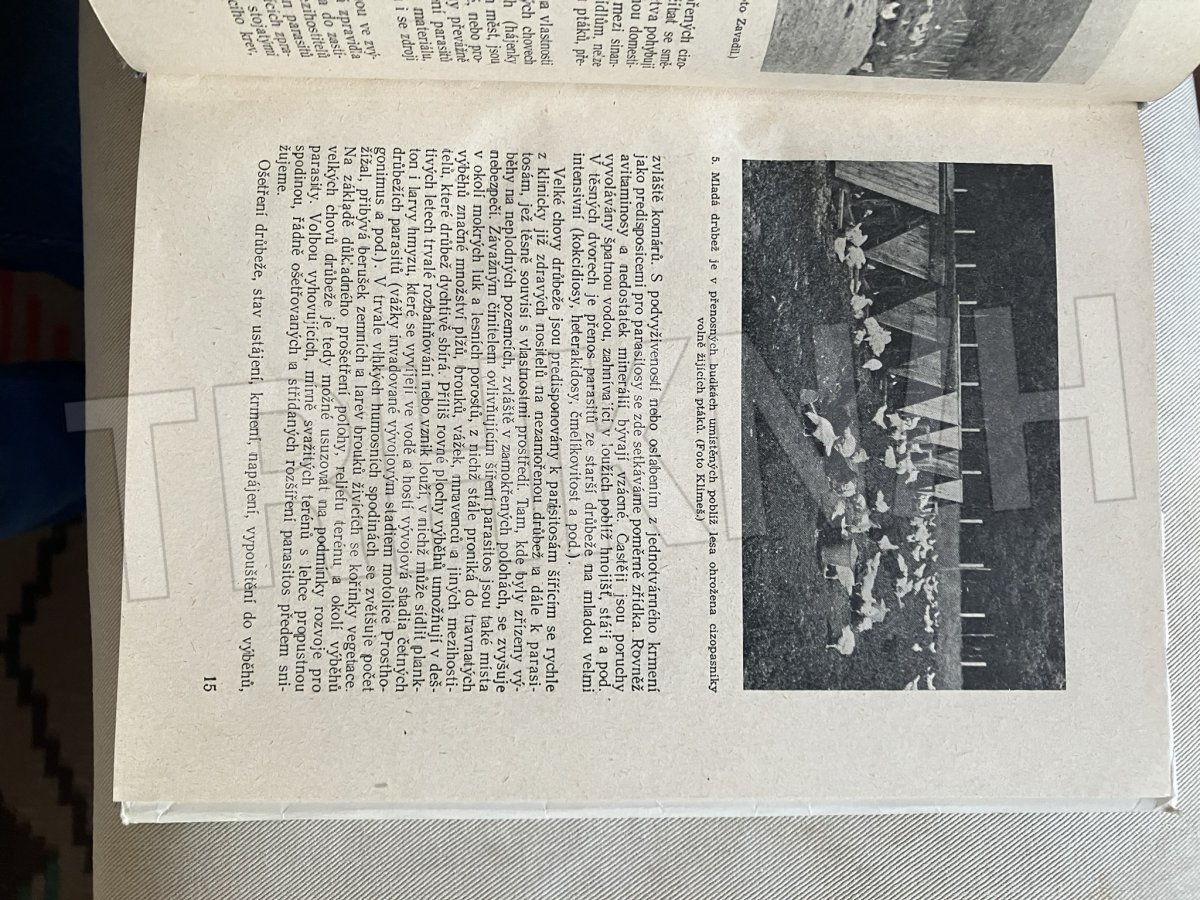 5. Mladá drůbež je v přenosných budkách umístěných poblíž lesa ohrožena cizopasníky
volně žijících ptáků. (Foto Klimeš.)
zvláště komárů. S podvyživeností nebo oslabením z jednotvárného krmení
jako predisposicemi pro parasitosy se zde setkáváme poměrně zřídka. Rovněž
avitaminosy a nedostatek minerálií bývají vzácné. Častěji jsou poruchy
vyvolávány špatnou vodou, zahnívající v loužích poblíž hnojišť, stájí a pod.
V těsných dvorech je přenos parasitů ze starší drůbeže na mladou velmi
intensivní (kokcidiosy, heterakidosy, čmelíkovitost a pod.).
Velké chovy drůbeže jsou predisponovány k parasitosám šířícím se rychle
z klinicky již zdravých nositelů na nezamořenou drůbež a dále k parasi-
tosám, jež těsně souvisí s vlastnostmi prostředí. Tam, kde byly zřízeny vý-
běhy na neplodných pozemcích, zvláště v zamokřených polohách, se zvyšuje
nebezpečí. Závažným činitelem ovlivňujícím šíření parasitos jsou také místa
v okolí mokrých luk a lesních porostů, z nichž stále proniká do travnatých
výběhů značné množství plžů, brouků, vážek, mravenců a jiných mezihosti-
telů, které drůbež dychtivě sbírá. Příliš rovné plochy výběhů umožňují v deš-
tivých letech trvalé rozbahňování nebo vznik louží, v nichž může sídlit plank-
ton i larvy hmyzu, které se vyvíjejí ve vodě a hostí vývojová stadia četných
drůbežích parasitů (vážky invadované vývojovým stadiem motolice Prostho-
gonimus a pod.). V trvale vlhkých humosních spodinách se zvětšuje počet
žížal, přibývá berušek zemních a larev brouků živících se kořínky vegetace.
Na základě důkladného prošetření polohy, reliefu terénu a okolí výběhů
velkých chovů drůbeže je tedy možné usuzovat na podmínky rozvoje pro
parasity. Volbou vyhovujících, mírně svažitých terénů s lehce propustnou
spodinou, řádně ošetřovaných a střídaných rozšíření parasitos předem sni-
žujeme.
Ošetření drůbeže, stav ustájení, krmení, napájení, vypouštění do výběhů,
15